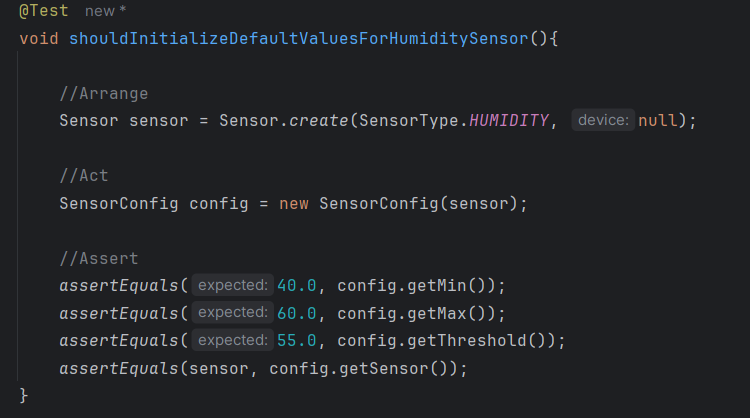 @Test new *
void shouldInitializeDefaultValuesForHumiditySensor(){
//Arrange
Sensor sensor = Sensor.create(SensorType.HUMIDITY, device: null);
//Act
SensorConfig config = new SensorConfig(sensor);
//Assert
assertEquals( expected: 40.0, config.getMin());
assertEquals( expected: 60.0, config.getMax());
assertEquals( expected: 55.0, config.getThreshold());
assertEquals(sensor, config.getSensor());
}